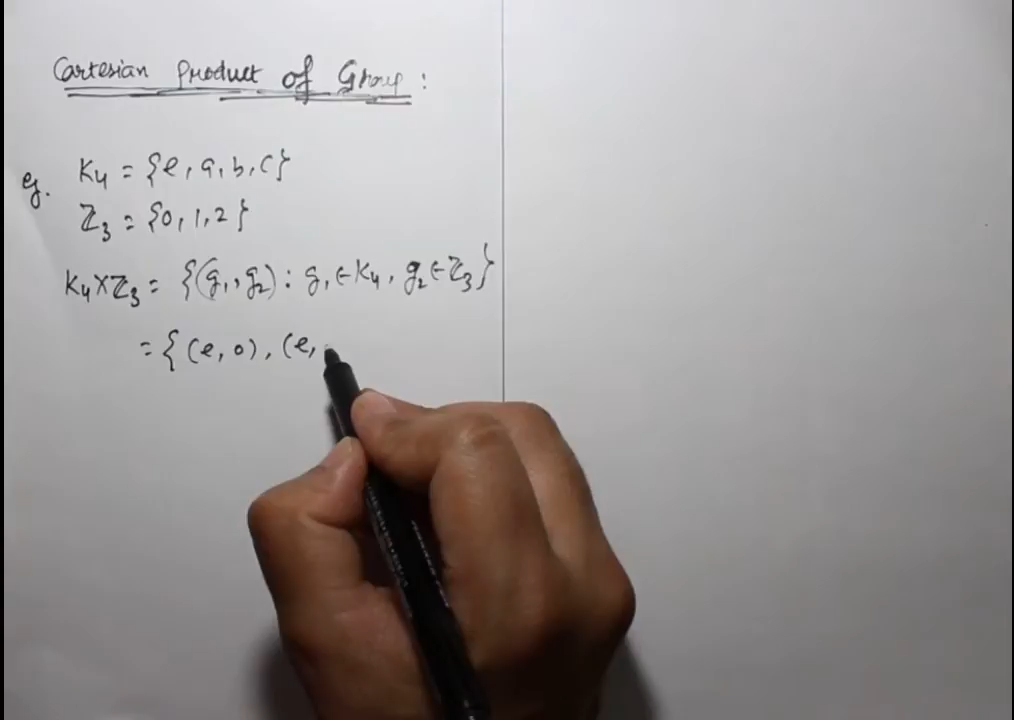 Cartesian Product of Group :
eg. K4 = {e, a, b, c}
Z3 = {0, 1, 2}
K4 X Z3 = {(g1, g2) : g1 ∈ K4, g2 ∈ Z3}
= {(e, 0), (e,